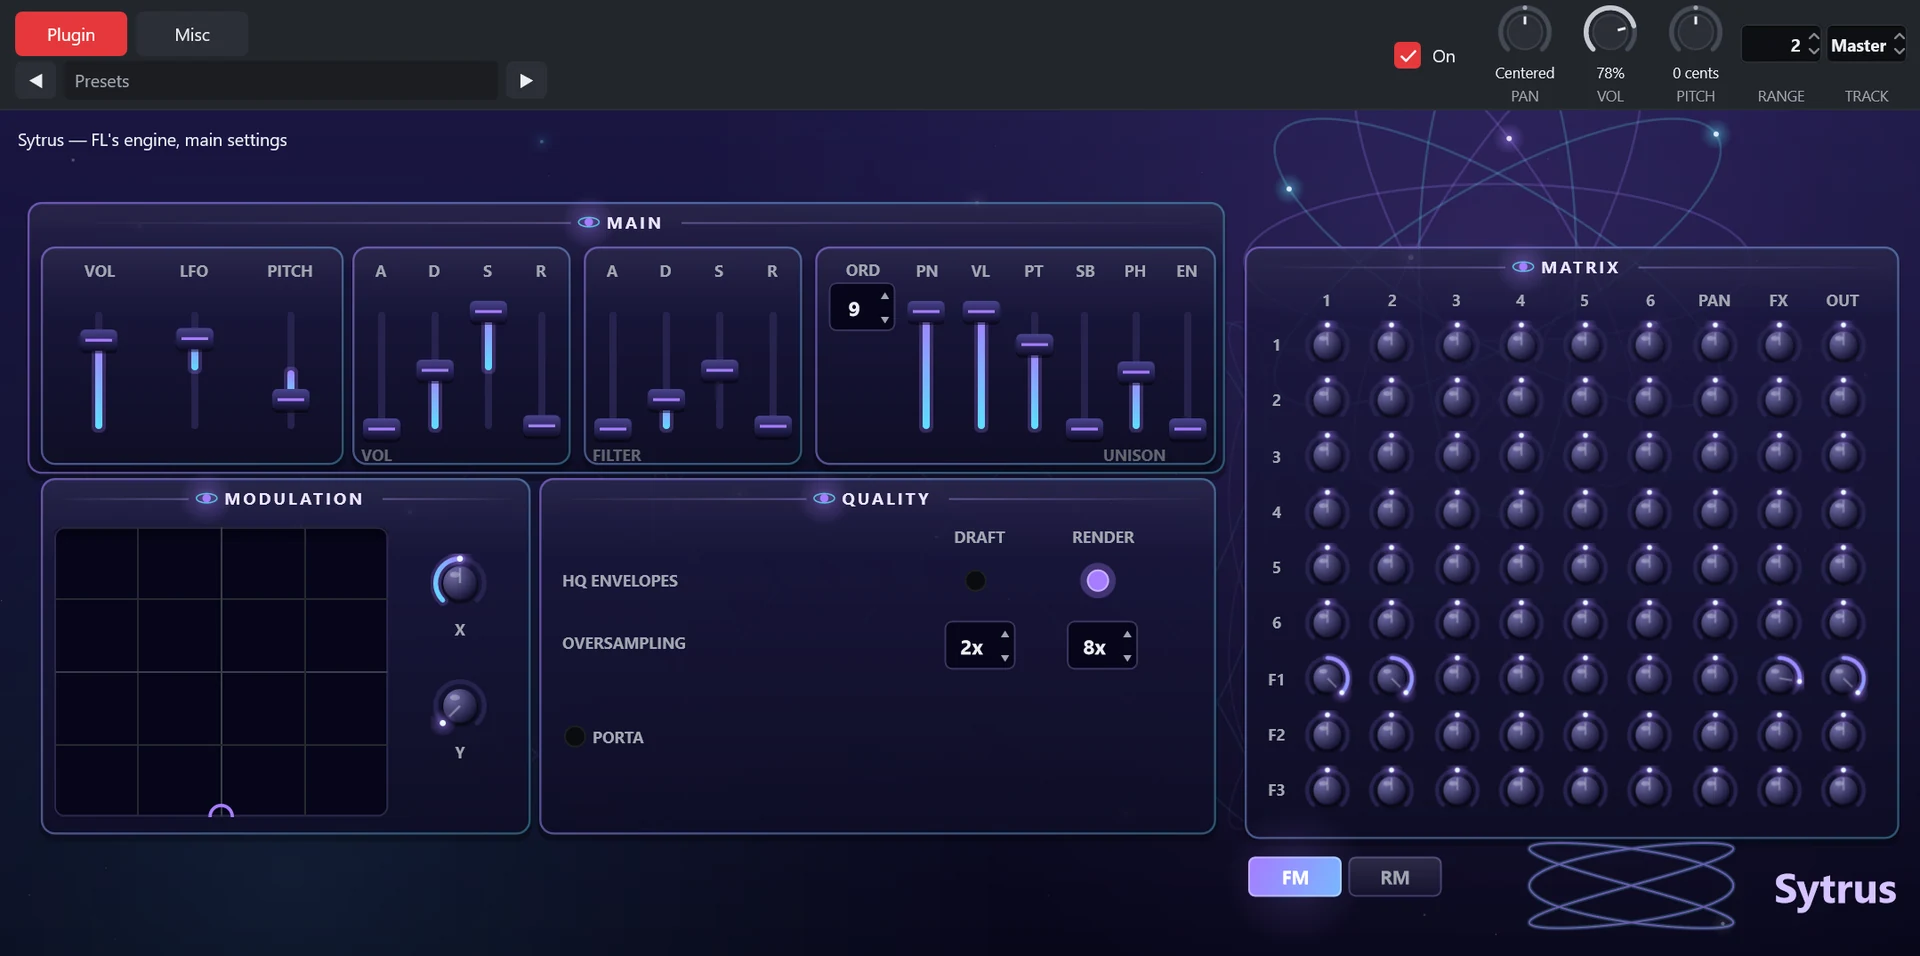 Plugin
Misc
Presets
On
Centered
PAN
78%
VOL
0 cents
PITCH
2
RANGE
Master
TRACK
Sytrus — FL's engine, main settings
MAIN
VOL LFO PITCH
A D S R
VOL
A D S R
FILTER
ORD PN VL PT SB PH EN
9
UNISON
MODULATION
X
Y
QUALITY
DRAFT RENDER
HQ ENVELOPES
OVERSAMPLING 2x 8x
PORTA
MATRIX
1 2 3 4 5 6 PAN FX OUT
1
2
3
4
5
6
F1
F2
F3
FM RM
Sytrus